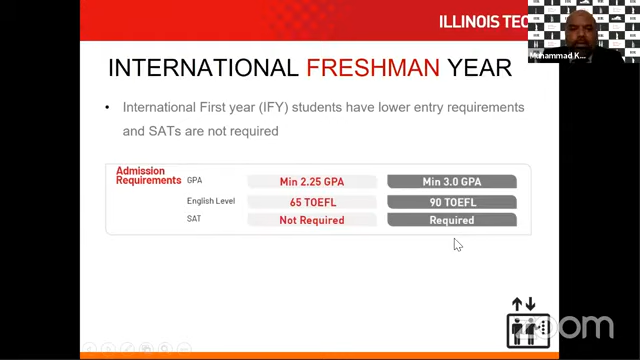 ILLINOIS TEC
Muhammad K...
INTERNATIONAL FRESHMAN YEAR
• International First year (IFY) students have lower entry requirements
and SATs are not required
Admission
Requirements
GPA Min 2.25 GPA Min 3.0 GPA
English Level 65 TOEFL 90 TOEFL
SAT Not Required Required
zoom